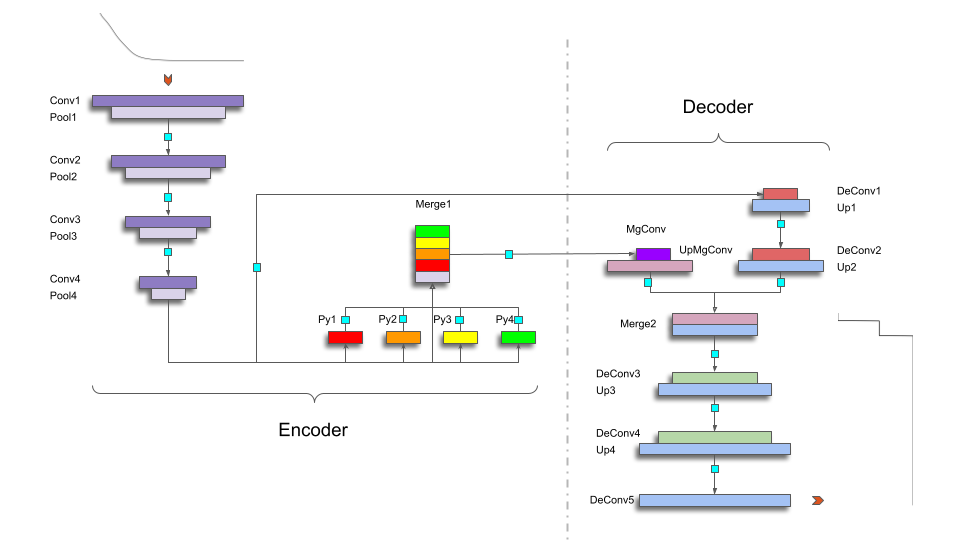 Conv1
Pool1
Conv2
Pool2
Conv3
Pool3
Conv4
Pool4
Merge1
Py1
Py2
Py3
Py4
Encoder
Decoder
DeConv1
Up1
MgConv
UpMgConv
DeConv2
Up2
Merge2
DeConv3
Up3
DeConv4
Up4
DeConv5